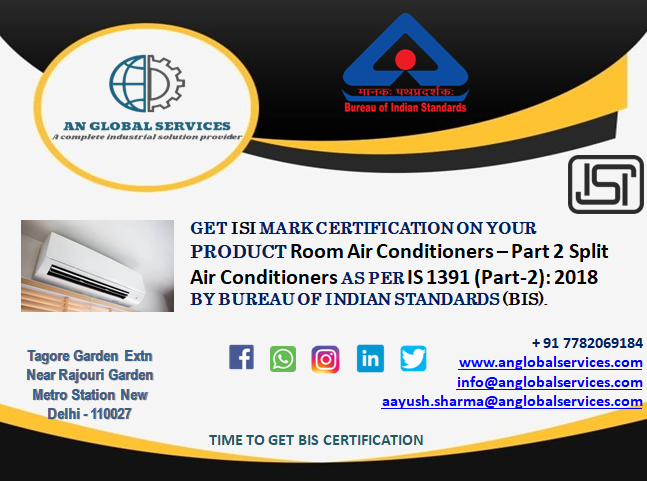 AN GLOBAL SERVICES
A complete industrial solution provider
मानकः पथप्रदर्शकः
Bureau of Indian Standards
ISI
GET ISI MARK CERTIFICATION ON YOUR
PRODUCT Room Air Conditioners – Part 2 Split
Air Conditioners AS PER IS 1391 (Part-2): 2018
BY BUREAU OF INDIAN STANDARDS (BIS).
Tagore Garden Extn
Near Rajouri Garden
Metro Station New
Delhi - 110027
+ 91 7782069184
www.anglobalservices.com
info@anglobalservices.com
aayush.sharma@anglobalservices.com
TIME TO GET BIS CERTIFICATION